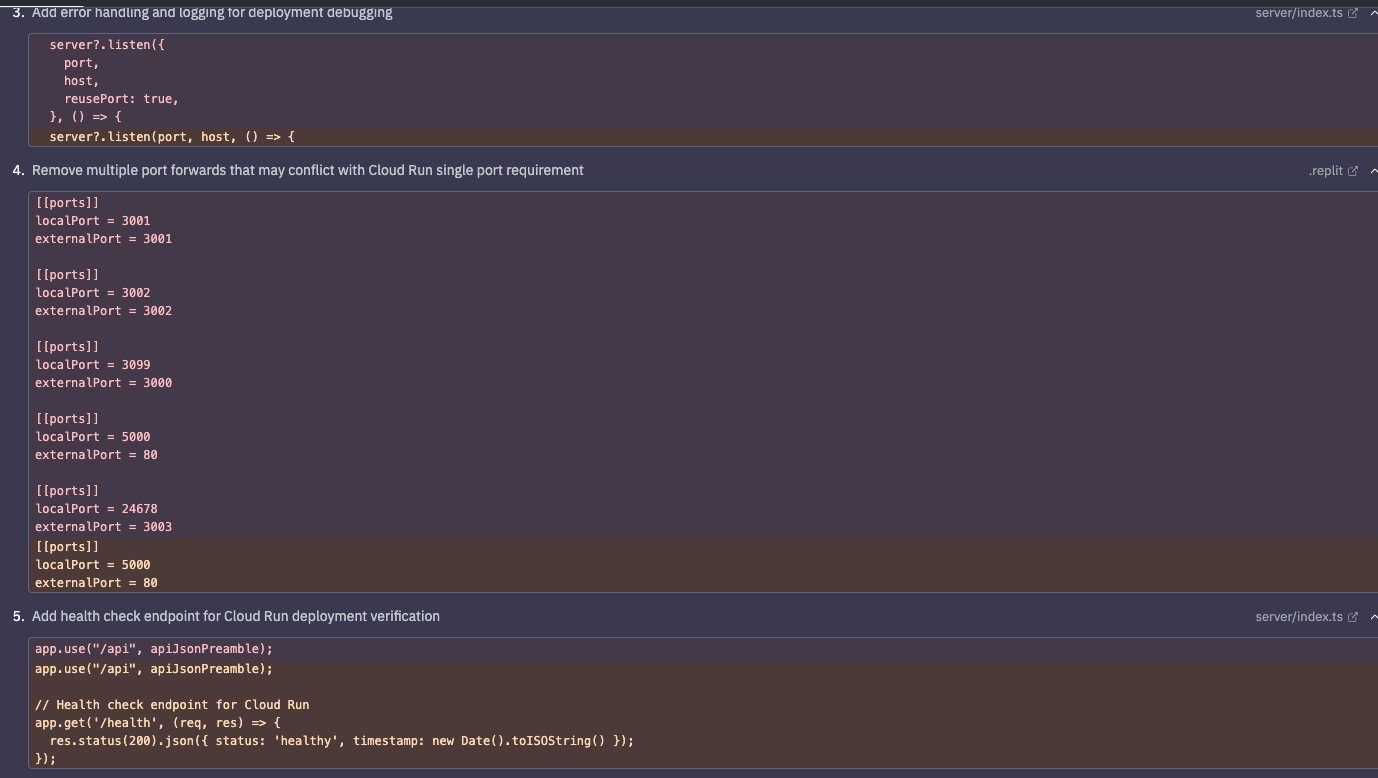 3. Add error handling and logging for deployment debugging server/index.ts
server?.listen({
port,
host,
reusePort: true,
}, () => {
server?.listen(port, host, () => {
4. Remove multiple port forwards that may conflict with Cloud Run single port requirement .replit
[[ports]]
localPort = 3001
externalPort = 3001
[[ports]]
localPort = 3002
externalPort = 3002
[[ports]]
localPort = 3099
externalPort = 3000
[[ports]]
localPort = 5000
externalPort = 80
[[ports]]
localPort = 24678
externalPort = 3003
[[ports]]
localPort = 5000
externalPort = 80
5. Add health check endpoint for Cloud Run deployment verification server/index.ts
app.use("/api", apiJsonPreamble);
app.use("/api", apiJsonPreamble);
// Health check endpoint for Cloud Run
app.get('/health', (req, res) => {
res.status(200).json({ status: 'healthy', timestamp: new Date().toISOString() });
});